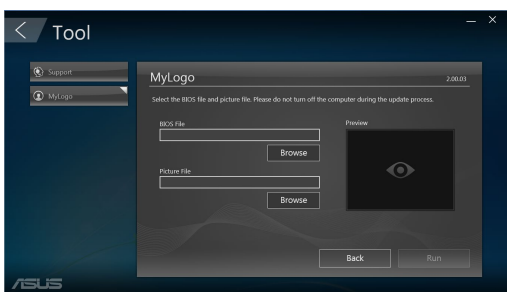 Tool
Support
MyLogo
MyLogo 2.00.03
Select the BIOS file and picture file. Please do not turn off the computer during the update process.
BIOS File
Browse
Picture File
Browse
Preview
Back Run
ASUS